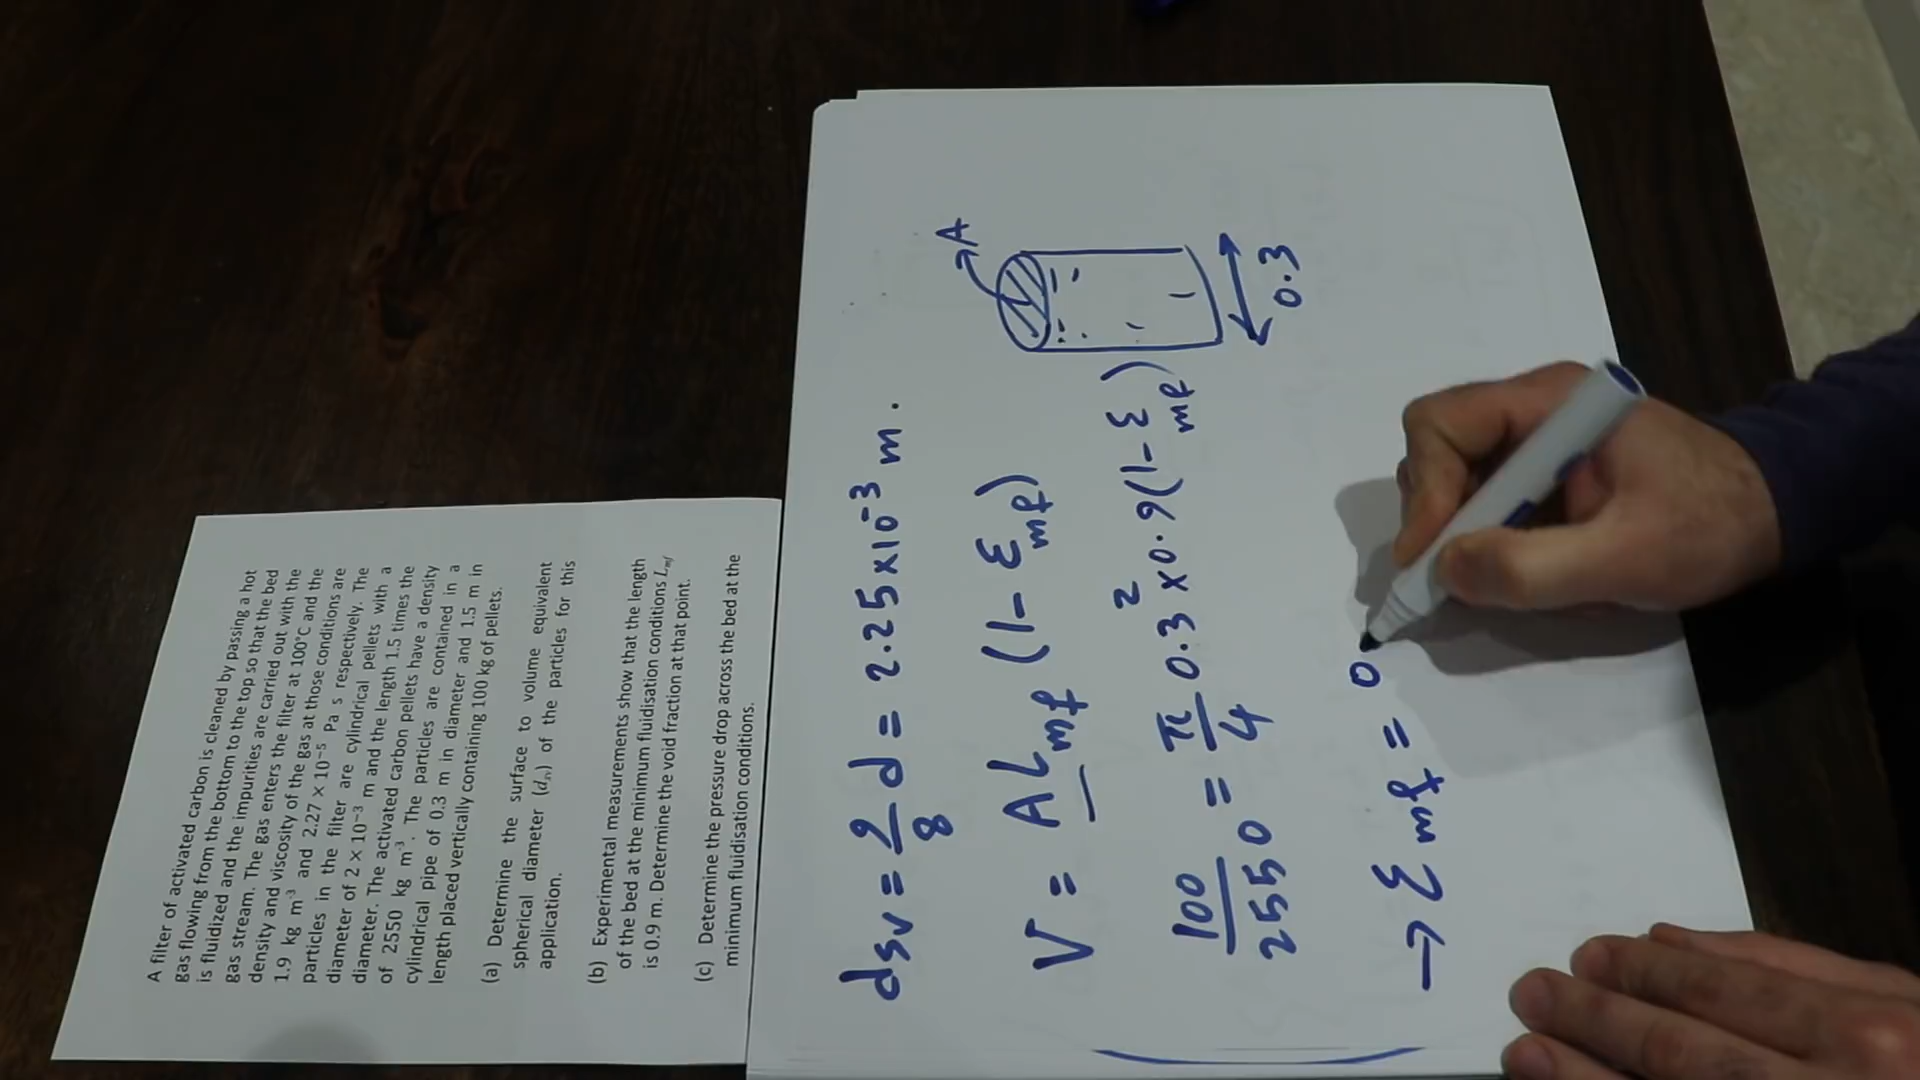 A filter of activated carbon is cleaned by passing a hot
gas flowing from the bottom to the top so that the bed
is fluidized and the impurities are carried out with the
gas stream. The gas enters the filter at 100°C and the
density and viscosity of the gas at those conditions are
1.9 kg m⁻³ and 2.27 × 10⁻⁵ Pa s respectively. The
particles in the filter are cylindrical pellets with a
diameter of 2 × 10⁻³ m and the length 1.5 times the
diameter. The activated carbon pellets have a density
of 2550 kg m⁻³. The particles are contained in a
cylindrical pipe of 0.3 m in diameter and 1.5 m in
length placed vertically containing 100 kg of pellets.
(a) Determine the surface to volume equivalent
spherical diameter (dₛᵥ) of the particles for this
application.
(b) Experimental measurements show that the length
of the bed at the minimum fluidisation conditions Lmf
is 0.9 m. Determine the void fraction at that point.
(c) Determine the pressure drop across the bed at the
minimum fluidisation conditions.
dsv = 9/8 d = 2.25×10⁻³ m.
V = A Lmf (1 - Ɛmf)
100/2550 = π/4 0.3² × 0.9 (1 - Ɛmf)
→ Ɛmf = 0
A
0.3